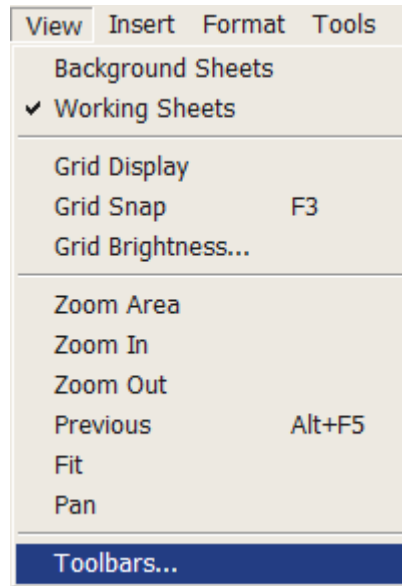 View Insert Format Tools
Background Sheets
Working Sheets
Grid Display
Grid Snap F3
Grid Brightness...
Zoom Area
Zoom In
Zoom Out
Previous Alt+F5
Fit
Pan
Toolbars...